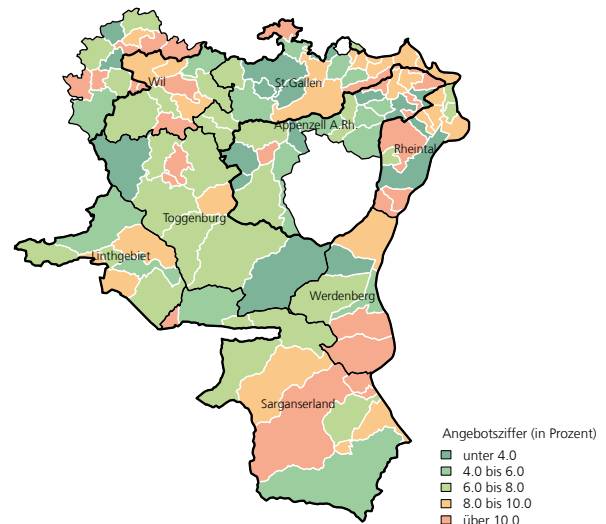 Wil
St.Gallen
Appenzell A.Rh.
Rheintal
Toggenburg
Linthgebiet
Werdenberg
Sarganserland
Angebotsziffer (in Prozent)
unter 4.0
4.0 bis 6.0
6.0 bis 8.0
8.0 bis 10.0
über 10.0